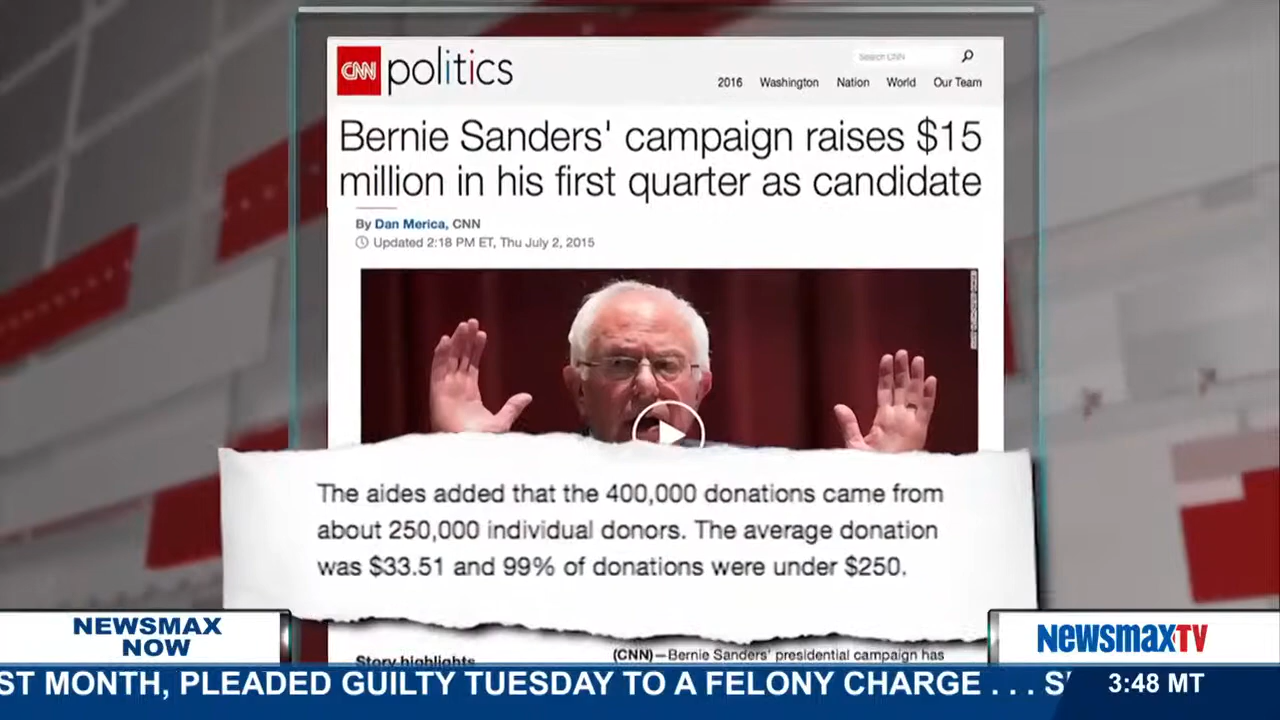 CNN politics
Search CNN
2016 Washington Nation World Our Team
Bernie Sanders' campaign raises $15
million in his first quarter as candidate
By Dan Merica, CNN
Updated 2:18 PM ET, Thu July 2, 2015
The aides added that the 400,000 donations came from
about 250,000 individual donors. The average donation
was $33.51 and 99% of donations were under $250.
Story highlights
(CNN)—Bernie Sanders' presidential campaign has
NEWSMAX
NOW
NEWSMAXTV
ST MONTH, PLEADED GUILTY TUESDAY TO A FELONY CHARGE . . . S
3:48 MT